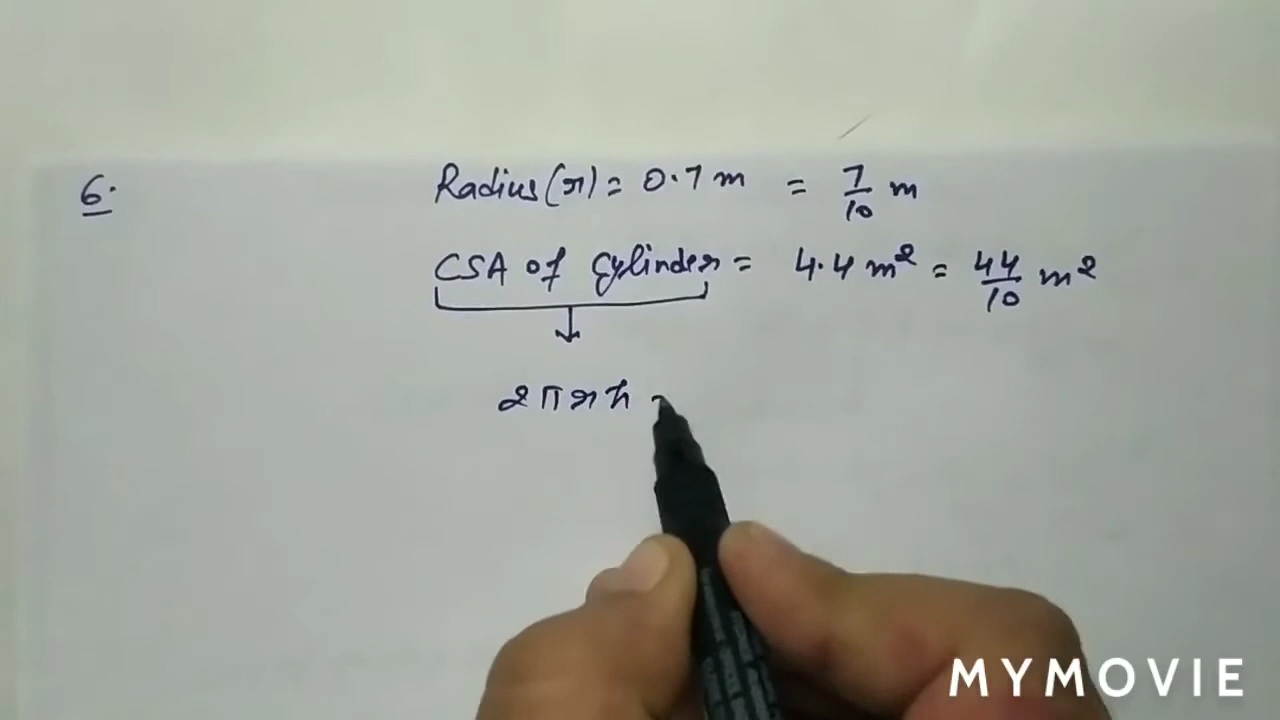 6.
Radius (r) = 0.7 m = 7/10 m
CSA of Cylinder = 4.4 m² = 44/10 m²
2πrh =
MYMOVIE